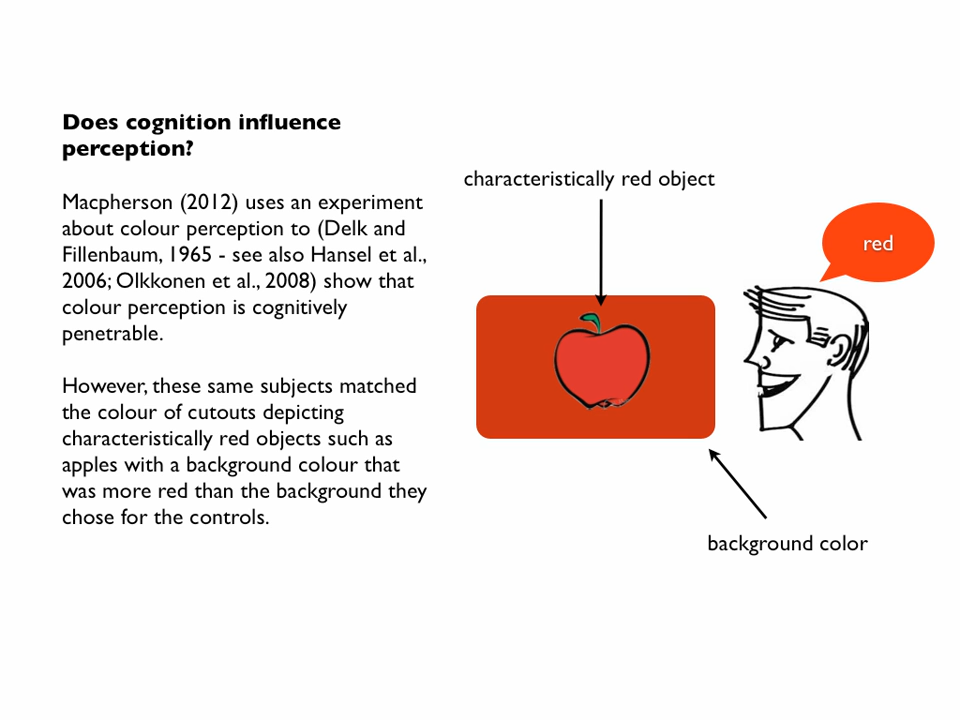 Does cognition influence
perception?
Macpherson (2012) uses an experiment
about colour perception to (Delk and
Fillenbaum, 1965 - see also Hansel et al.,
2006; Olkkonen et al., 2008) show that
colour perception is cognitively
penetrable.
However, these same subjects matched
the colour of cutouts depicting
characteristically red objects such as
apples with a background colour that
was more red than the background they
chose for the controls.
characteristically red object
red
background color